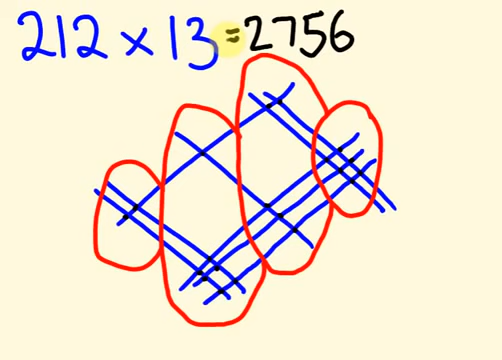 212 × 13 = 2756